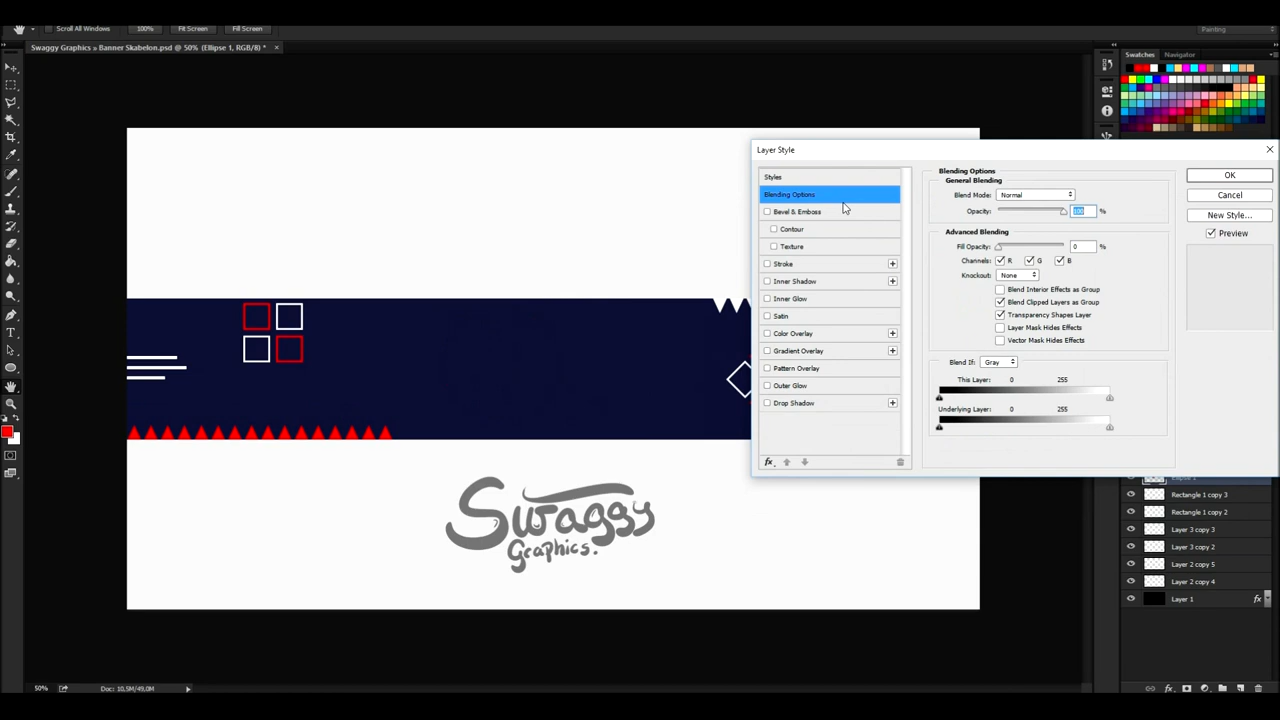 Scroll All Windows 100% Fit Screen Fill Screen Painting
Swaggy Graphics » Banner Skabelon.psd @ 50% (Ellipse 1, RGB/8) * × Swatches Navigator
Layer Style
Styles
Blending Options
Bevel & Emboss
Contour
Texture
Stroke
Inner Shadow
Inner Glow
Satin
Color Overlay
Gradient Overlay
Pattern Overlay
Outer Glow
Drop Shadow
fx
Blending Options
General Blending
Blend Mode: Normal
Opacity: 100 %
Advanced Blending
Fill Opacity: 0 %
Channels: R G B
Knockout: None
Blend Interior Effects as Group
Blend Clipped Layers as Group
Transparency Shapes Layer
Layer Mask Hides Effects
Vector Mask Hides Effects
Blend If: Gray
This Layer: 0 255
Underlying Layer: 0 255
OK
Cancel
New Style...
Preview
Swaggy
Graphics.
Ellipse 1
Rectangle 1 copy 3
Rectangle 1 copy 2
Layer 3 copy 3
Layer 3 copy 2
Layer 2 copy 5
Layer 2 copy 4
Layer 1 fx
50% Doc: 10,5M/49,0M fx